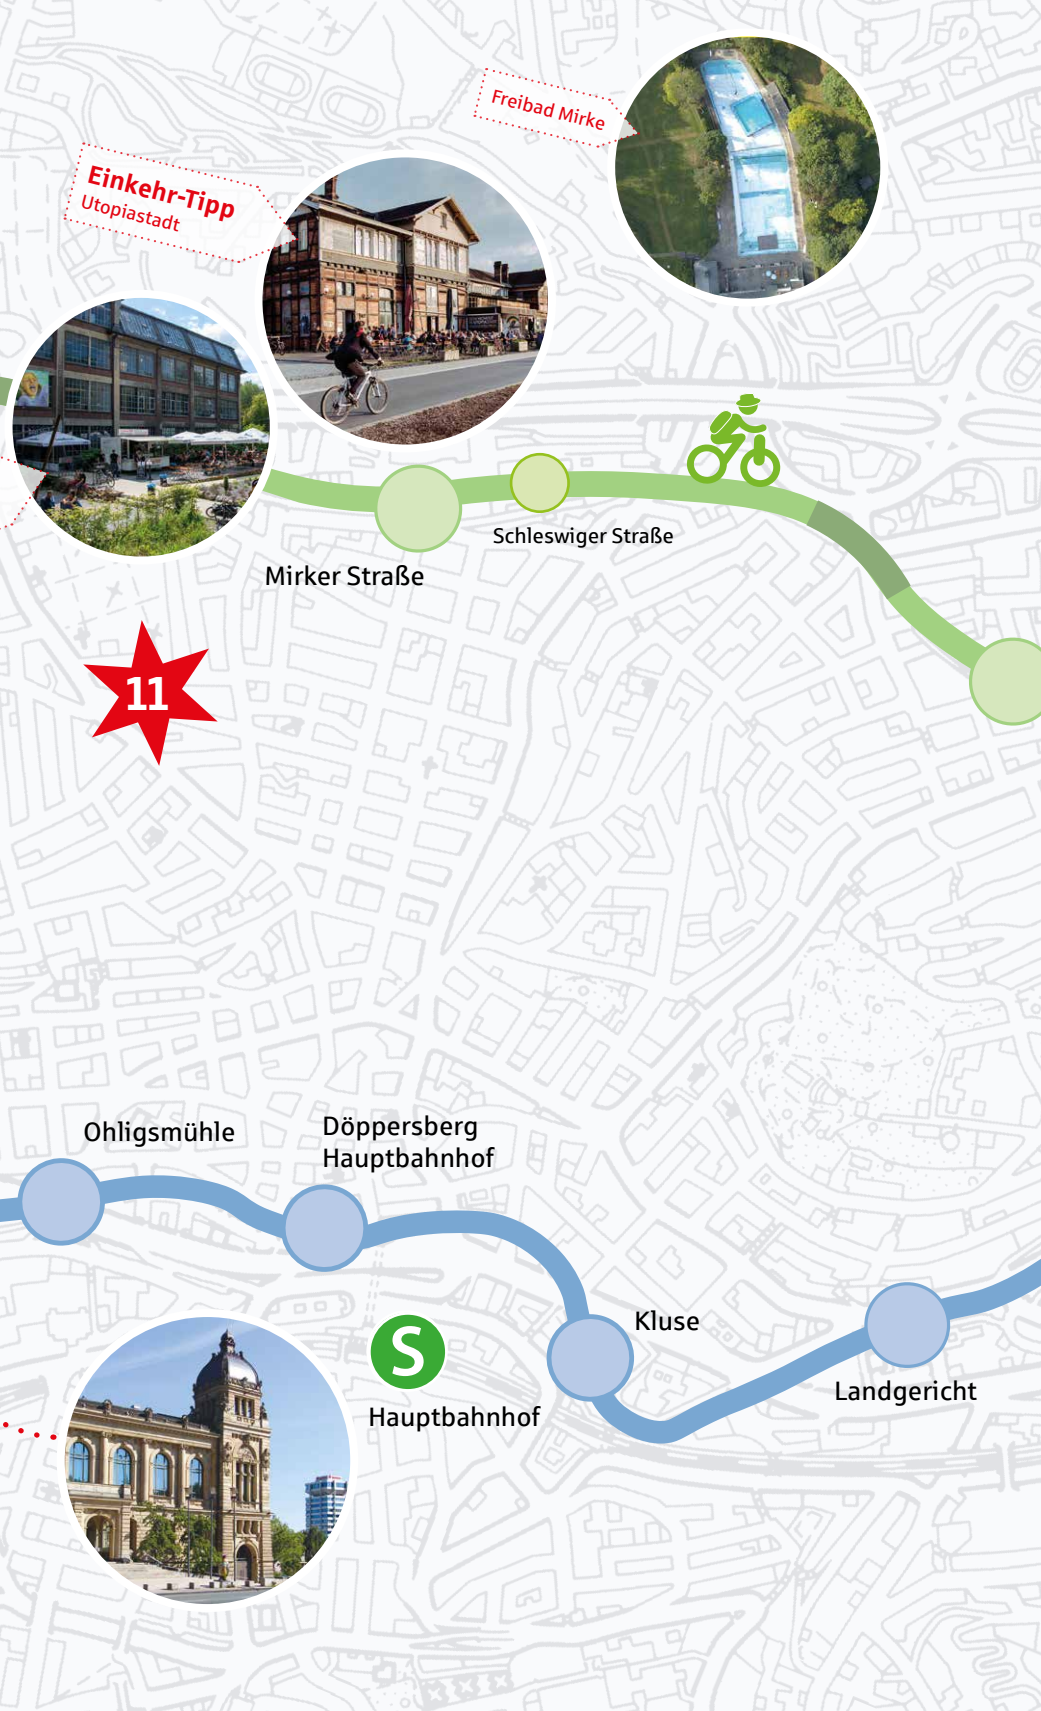 Freibad Mirke
Einkehr-Tipp
Utopiastadt
Schleswiger Straße
Mirker Straße
11
Ohligsmühle
Döppersberg
Hauptbahnhof
Kluse
S
Hauptbahnhof
Landgericht